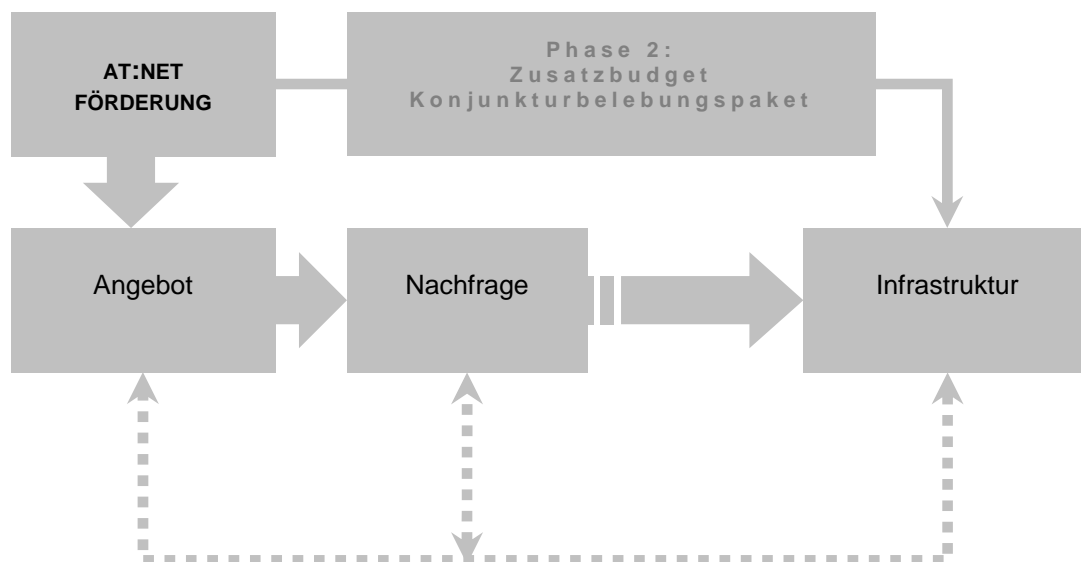 AT:NET
FÖRDERUNG
Phase 2:
Zusatzbudget
Konjunkturbelebungspaket
Angebot
Nachfrage
Infrastruktur